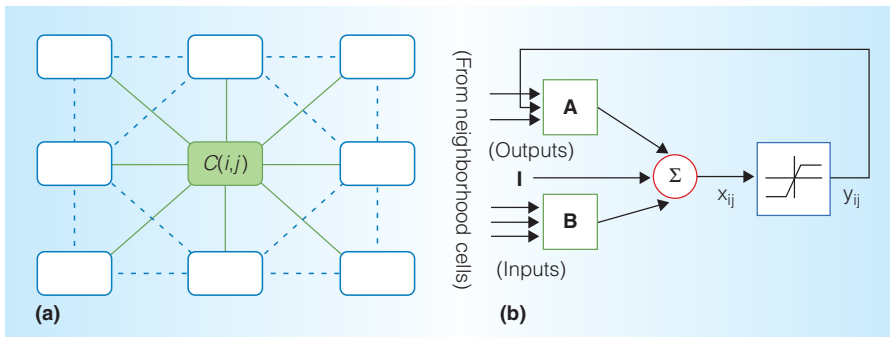 C(i,j)
(a)
(From neighborhood cells)
A
(Outputs)
I
Σ
x_ij
y_ij
B
(Inputs)
(b)